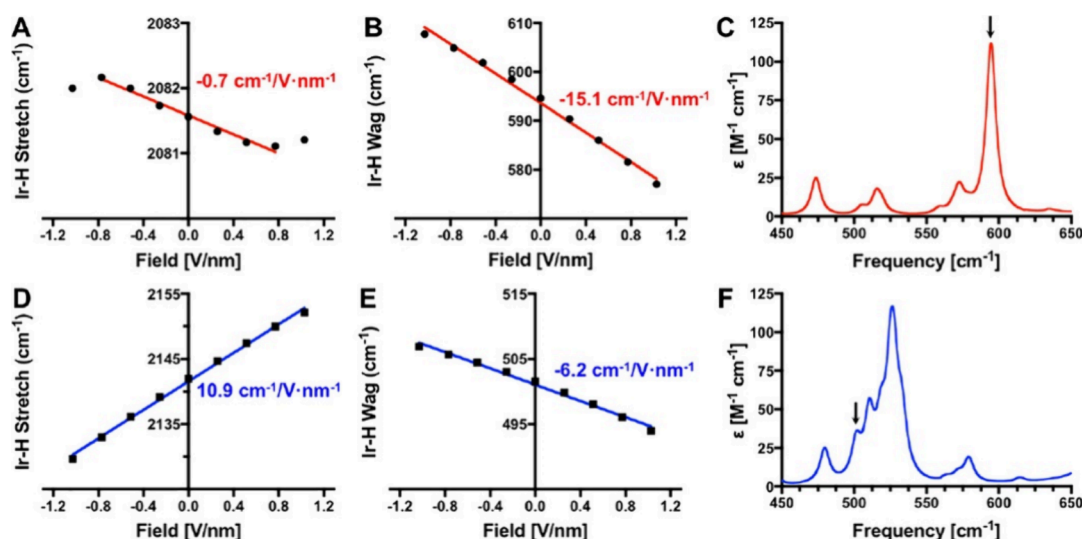 A
Ir-H Stretch (cm⁻¹)
2083
2082
2081
-0.7 cm⁻¹/V·nm⁻¹
-1.2 -0.8 -0.4 0.0 0.4 0.8 1.2
Field [V/nm]
B
Ir-H Wag (cm⁻¹)
610
600
590
580
-15.1 cm⁻¹/V·nm⁻¹
-1.2 -0.8 -0.4 0.0 0.4 0.8 1.2
Field [V/nm]
C
ε [M⁻¹ cm⁻¹]
125
100
75
50
25
0
450 500 550 600 650
Frequency [cm⁻¹]
D
Ir-H Stretch (cm⁻¹)
2155
2145
2135
10.9 cm⁻¹/V·nm⁻¹
-1.2 -0.8 -0.4 0.0 0.4 0.8 1.2
Field [V/nm]
E
Ir-H Wag (cm⁻¹)
515
505
495
-6.2 cm⁻¹/V·nm⁻¹
-1.2 -0.8 -0.4 0.0 0.4 0.8 1.2
Field [V/nm]
F
ε [M⁻¹ cm⁻¹]
125
100
75
50
25
0
450 500 550 600 650
Frequency [cm⁻¹]